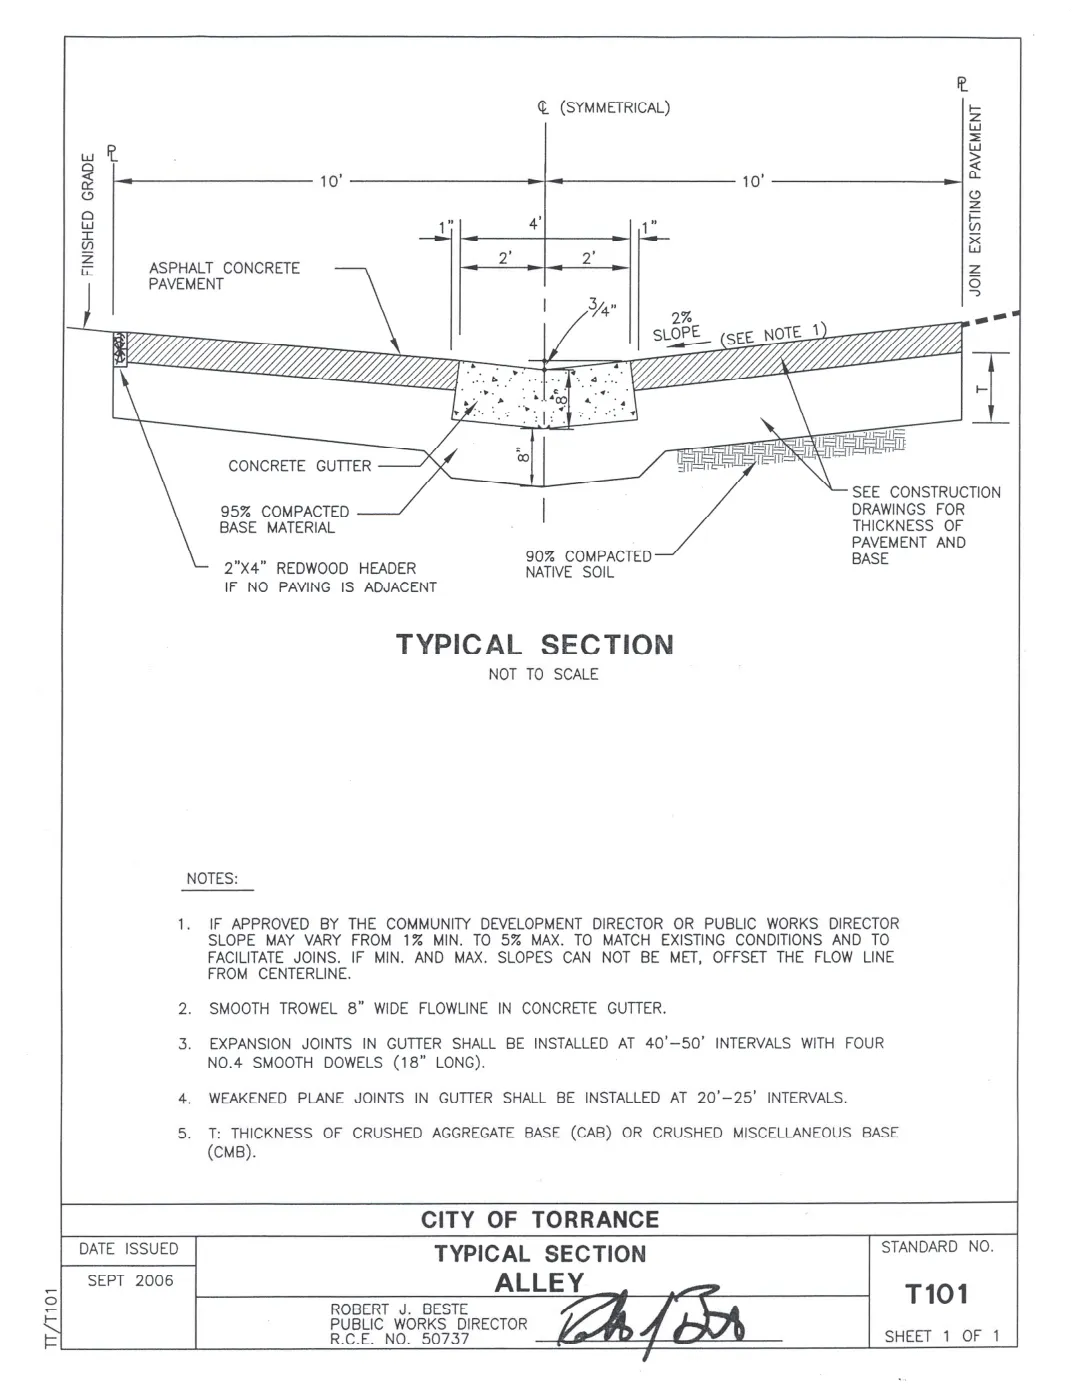 ℄ (SYMMETRICAL)
℄
℄
FINISHED GRADE
JOIN EXISTING PAVEMENT
10'
10'
1"
4'
1"
2'
2'
ASPHALT CONCRETE
PAVEMENT
3/4"
2%
SLOPE
(SEE NOTE 1)
8"
T
8"
CONCRETE GUTTER
95% COMPACTED
BASE MATERIAL
2"X4" REDWOOD HEADER
IF NO PAVING IS ADJACENT
90% COMPACTED
NATIVE SOIL
SEE CONSTRUCTION
DRAWINGS FOR
THICKNESS OF
PAVEMENT AND
BASE
TYPICAL SECTION
NOT TO SCALE
NOTES:
1. IF APPROVED BY THE COMMUNITY DEVELOPMENT DIRECTOR OR PUBLIC WORKS DIRECTOR
SLOPE MAY VARY FROM 1% MIN. TO 5% MAX. TO MATCH EXISTING CONDITIONS AND TO
FACILITATE JOINS. IF MIN. AND MAX. SLOPES CAN NOT BE MET, OFFSET THE FLOW LINE
FROM CENTERLINE.
2. SMOOTH TROWEL 8" WIDE FLOWLINE IN CONCRETE GUTTER.
3. EXPANSION JOINTS IN GUTTER SHALL BE INSTALLED AT 40'-50' INTERVALS WITH FOUR
NO.4 SMOOTH DOWELS (18" LONG).
4. WEAKENED PLANE JOINTS IN GUTTER SHALL BE INSTALLED AT 20'-25' INTERVALS.
5. T: THICKNESS OF CRUSHED AGGREGATE BASE (CAB) OR CRUSHED MISCELLANEOUS BASE
(CMB).
CITY OF TORRANCE
DATE ISSUED
SEPT 2006
TYPICAL SECTION
ALLEY
ROBERT J. BESTE
PUBLIC WORKS DIRECTOR
R.C.E. NO. 50737
STANDARD NO.
T101
SHEET 1 OF 1
TT/T101